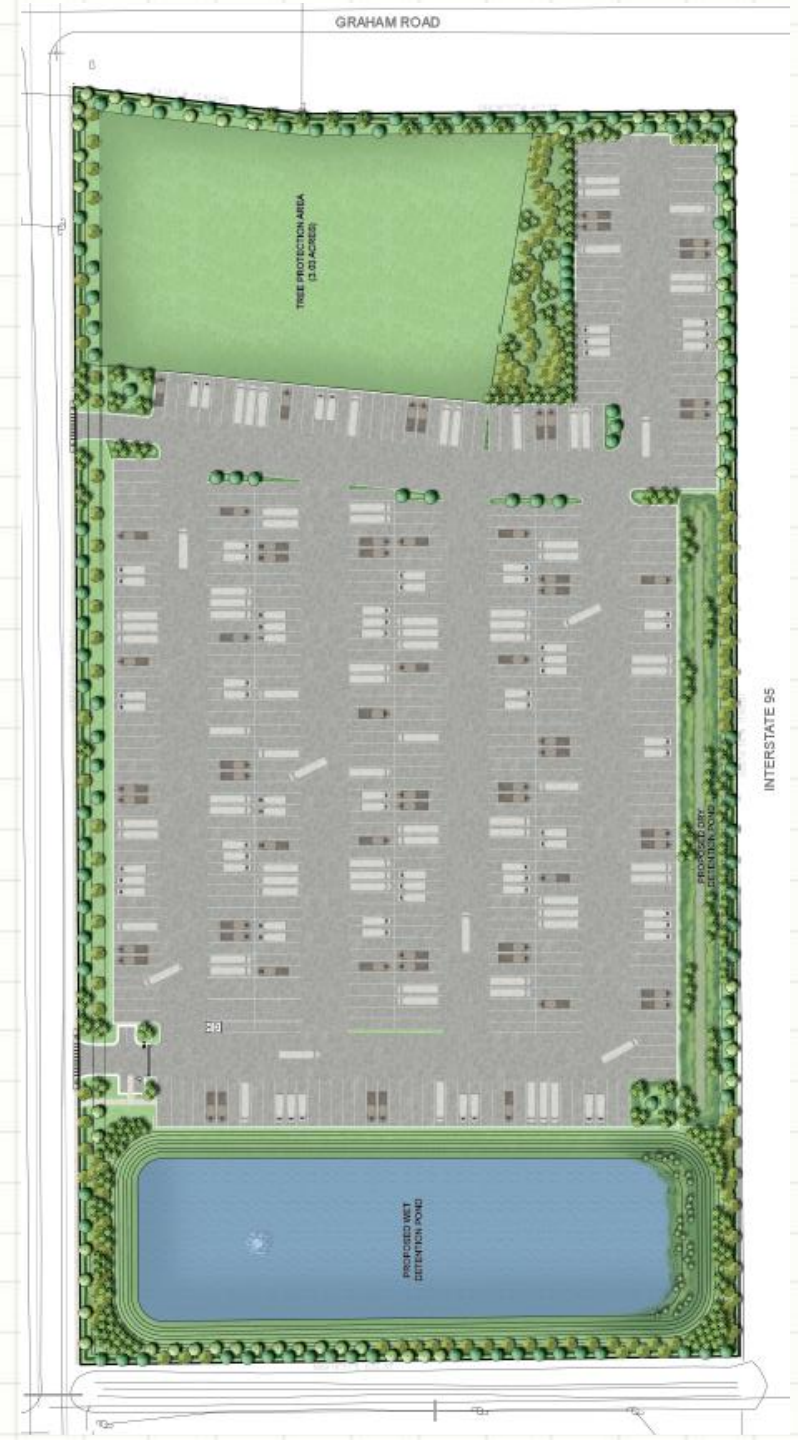 GRAHAM ROAD
TREE PROTECTION AREA
(3.03 ACRES)
INTERSTATE 95
PROPOSED DRY
DETENTION POND
PROPOSED WET
DETENTION POND